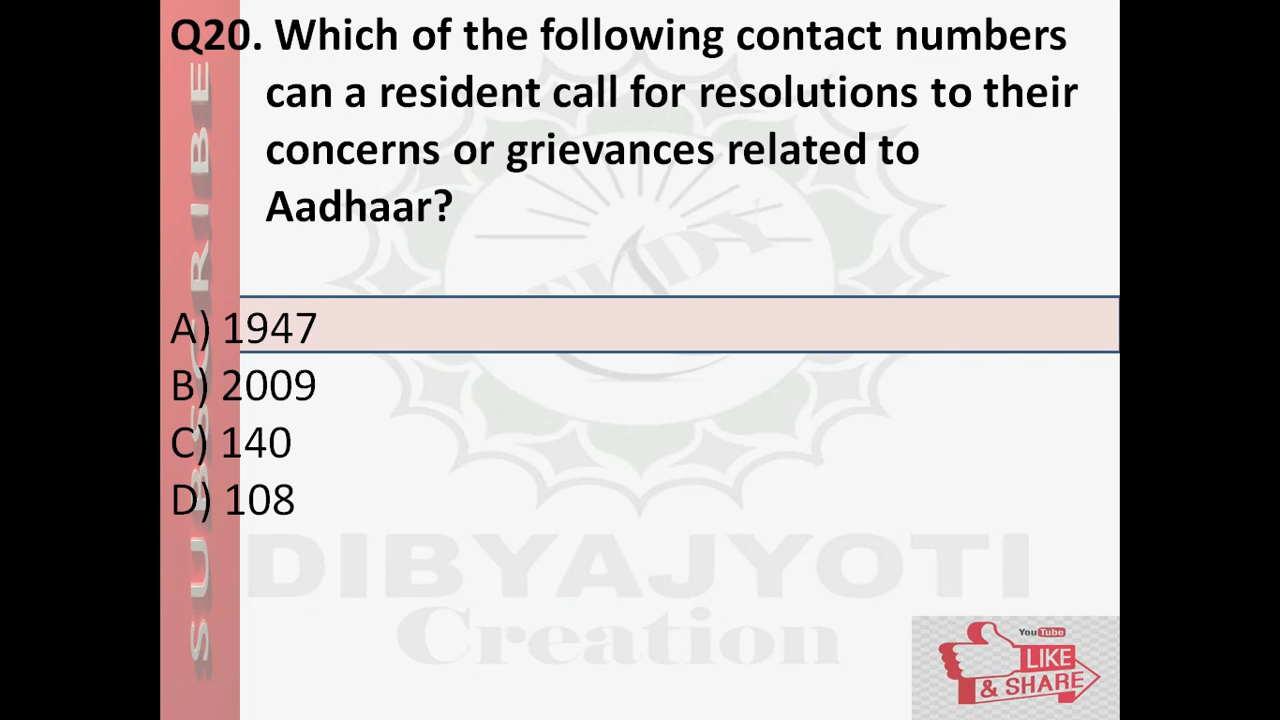 Q20. Which of the following contact numbers
can a resident call for resolutions to their
concerns or grievances related to
Aadhaar?
A) 1947
B) 2009
C) 140
D) 108
SUBSCRIBE
STUDY
DIBYAJYOTI
Creation
YouTube
LIKE
& SHARE